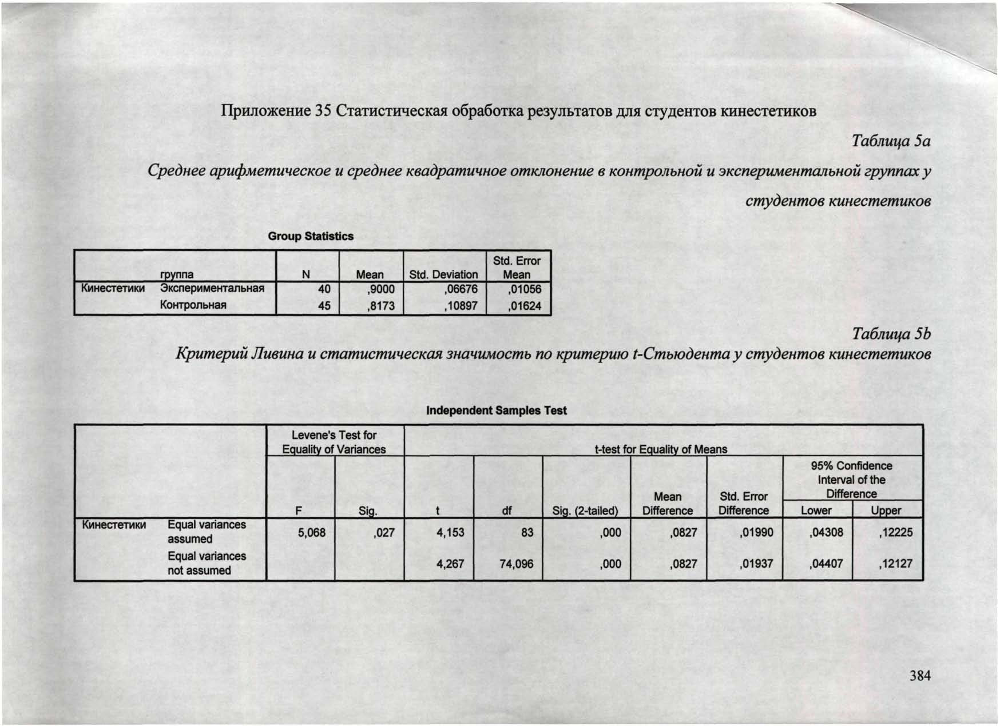 Приложение 35 Статистическая обработка результатов для студентов кинестетиков
Таблица 5a
Среднее арифметическое и среднее квадратичное отклонение в контрольной и экспериментальной группах у
студентов кинестетиков
Group Statistics
группа N Mean Std. Deviation Std. Error Mean
Кинестетики Экспериментальная 40 ,9000 ,06676 ,01056
Контрольная 45 ,8173 ,10897 ,01624
Таблица 5b
Критерий Ливина и статистическая значимость по критерию t-Стьюдента у студентов кинестетиков
Independent Samples Test
Levene's Test for
Equality of Variances
t-test for Equality of Means
95% Confidence
Interval of the
Difference
F Sig. t df Sig. (2-tailed) Mean Difference Std. Error Difference Lower Upper
Кинестетики Equal variances assumed 5,068 ,027 4,153 83 ,000 ,0827 ,01990 ,04308 ,12225
Equal variances not assumed 4,267 74,096 ,000 ,0827 ,01937 ,04407 ,12127
384